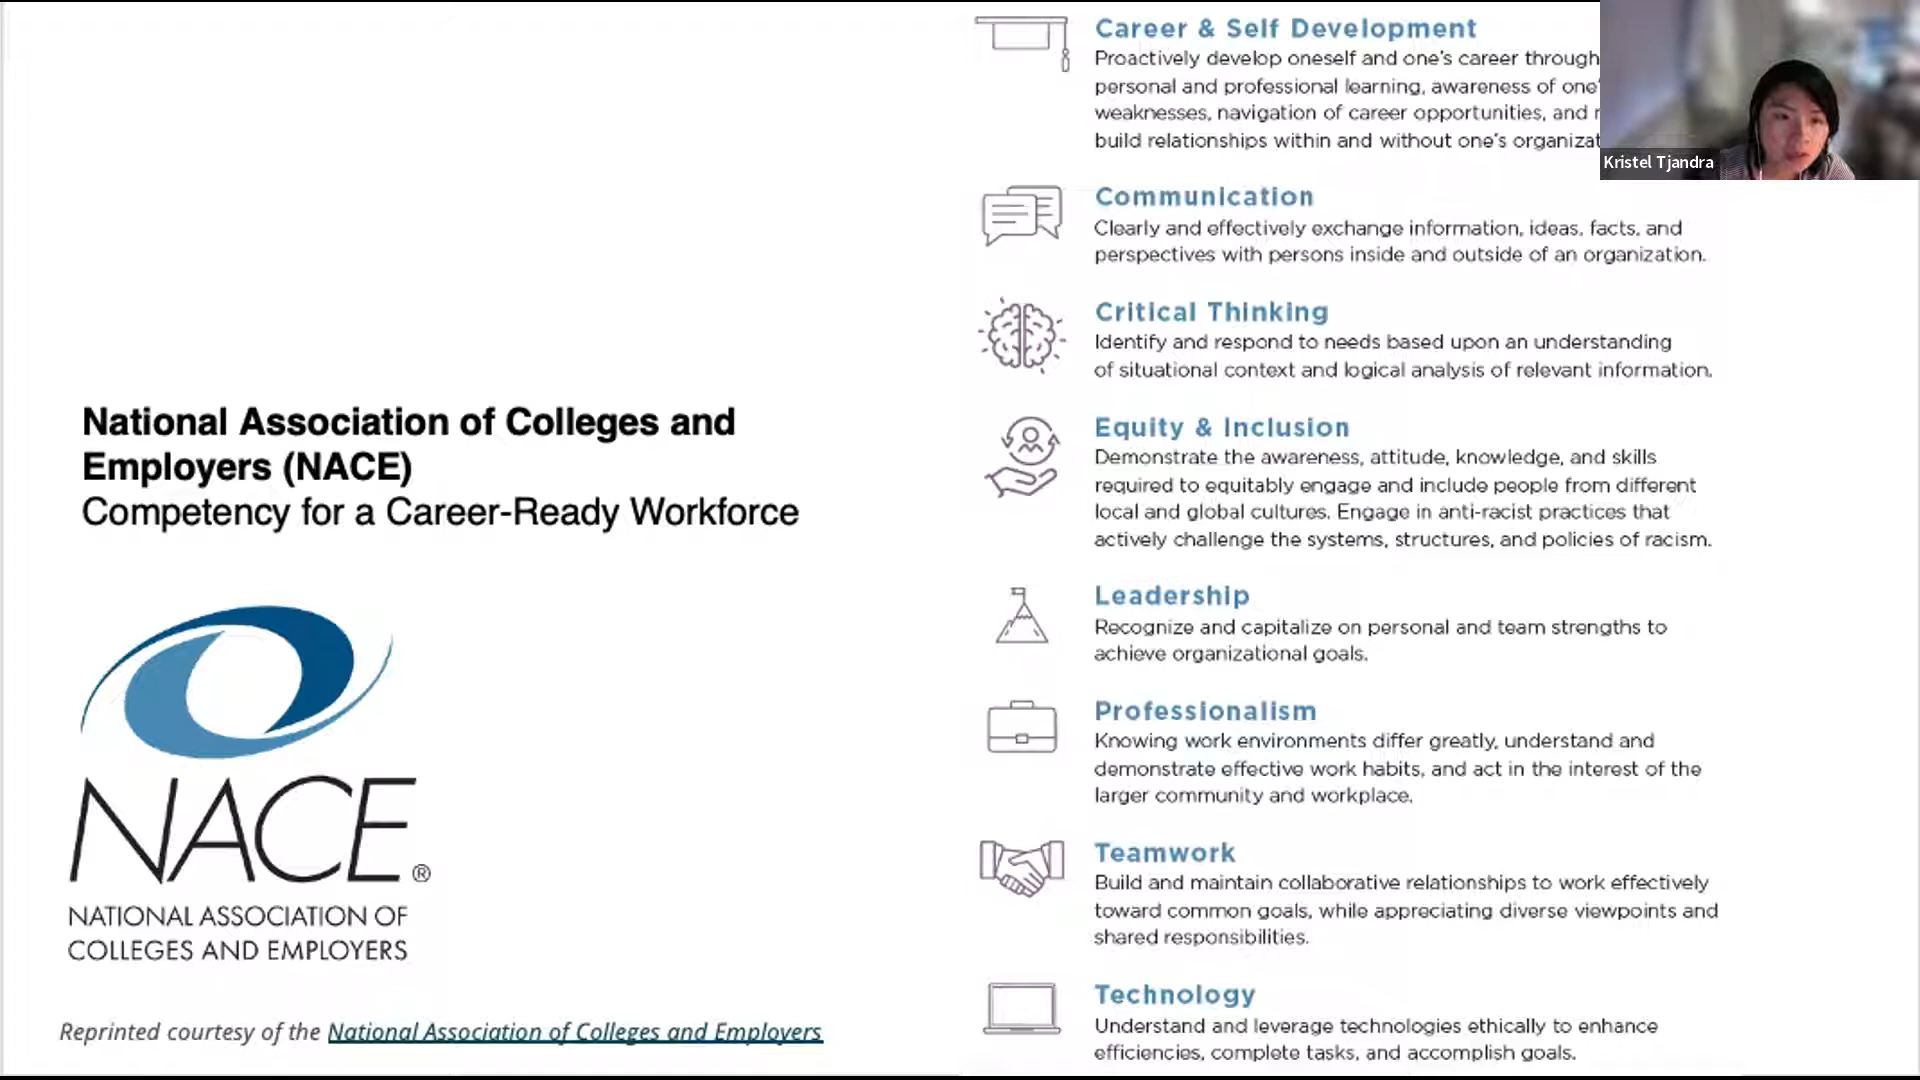 National Association of Colleges and
Employers (NACE)
Competency for a Career-Ready Workforce
NACE®
NATIONAL ASSOCIATION OF
COLLEGES AND EMPLOYERS
Reprinted courtesy of the National Association of Colleges and Employers
Career & Self Development
Proactively develop oneself and one's career through
personal and professional learning, awareness of one'
weaknesses, navigation of career opportunities, and
build relationships within and without one's
Communication
Clearly and effectively exchange information, ideas, facts, and
perspectives with persons inside and outside of an organization.
Critical Thinking
Identify and respond to needs based upon an understanding
of situational context and logical analysis of relevant information.
Equity & Inclusion
Demonstrate the awareness, attitude, knowledge, and skills
required to equitably engage and include people from different
local and global cultures. Engage in anti-racist practices that
actively challenge the systems, structures, and policies of racism.
Leadership
Recognize and capitalize on personal and team strengths to
achieve organizational goals.
Professionalism
Knowing work environments differ greatly, understand and
demonstrate effective work habits, and act in the interest of the
larger community and workplace.
Teamwork
Build and maintain collaborative relationships to work effectively
toward common goals, while appreciating diverse viewpoints and
shared responsibilities.
Technology
Understand and leverage technologies ethically to enhance
efficiencies, complete tasks, and accomplish goals.
Kristel Tjandra